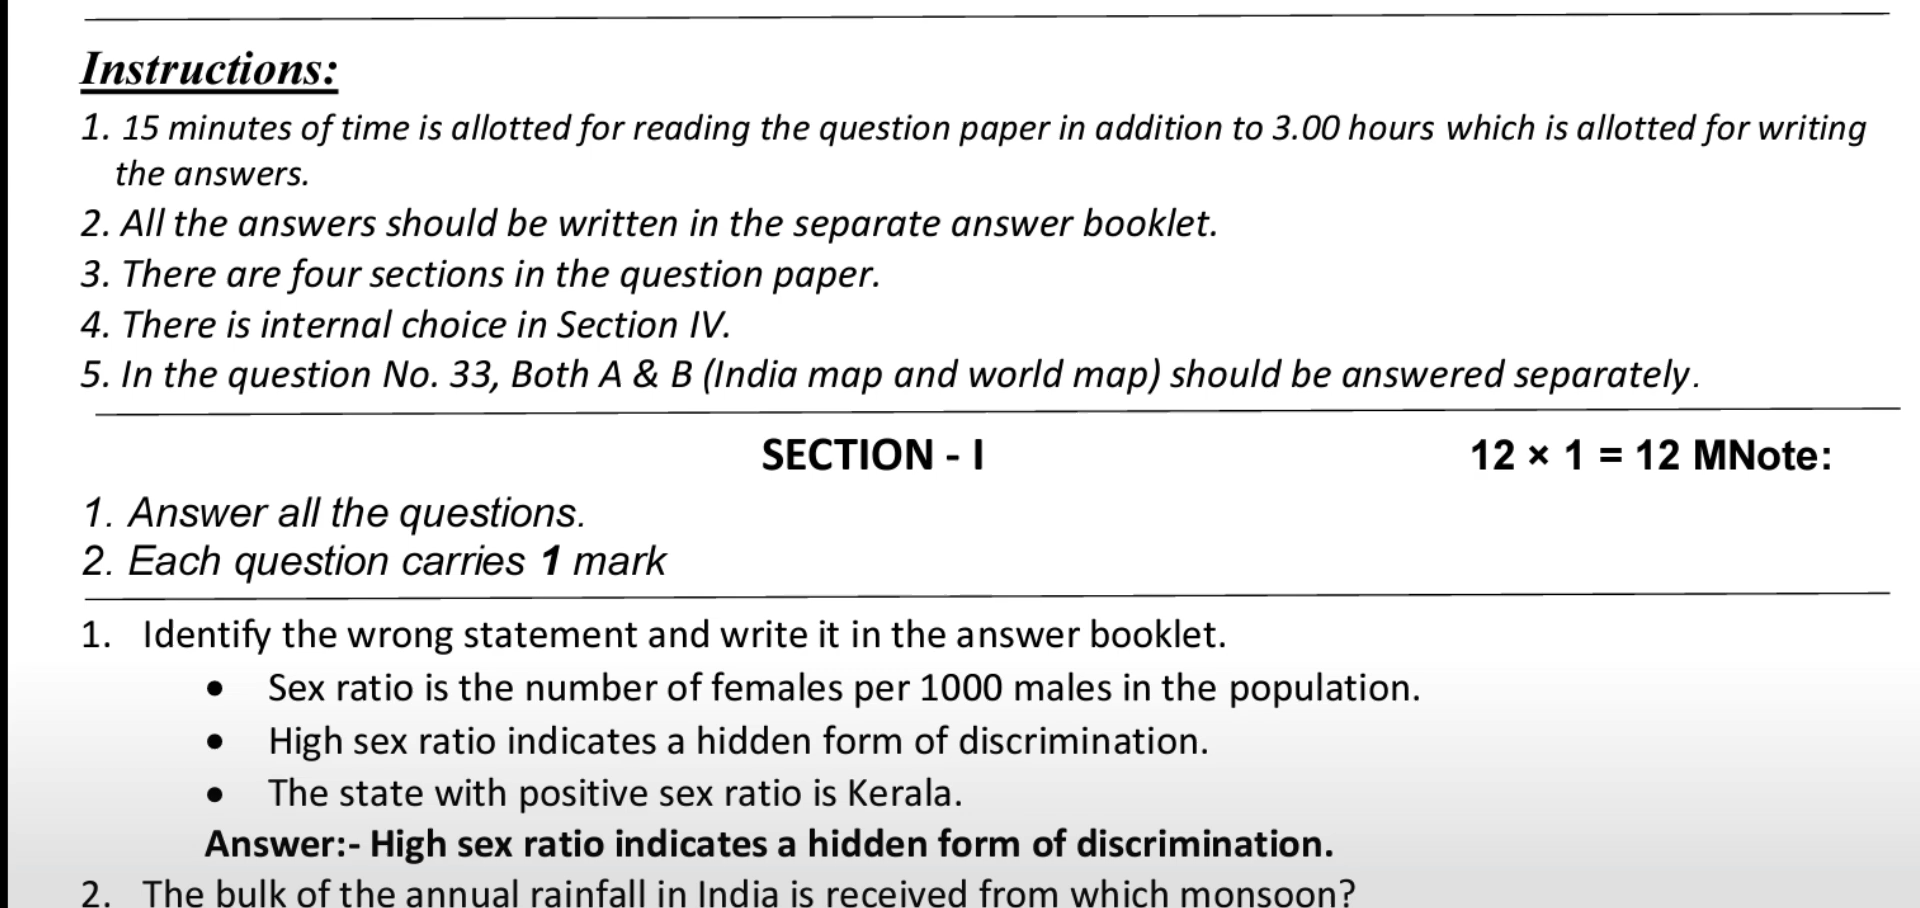 Instructions:
1. 15 minutes of time is allotted for reading the question paper in addition to 3.00 hours which is allotted for writing
the answers.
2. All the answers should be written in the separate answer booklet.
3. There are four sections in the question paper.
4. There is internal choice in Section IV.
5. In the question No. 33, Both A & B (India map and world map) should be answered separately.
SECTION - I 12 × 1 = 12 MNote:
1. Answer all the questions.
2. Each question carries 1 mark
1. Identify the wrong statement and write it in the answer booklet.
• Sex ratio is the number of females per 1000 males in the population.
• High sex ratio indicates a hidden form of discrimination.
• The state with positive sex ratio is Kerala.
Answer:- High sex ratio indicates a hidden form of discrimination.
2. The bulk of the annual rainfall in India is received from which monsoon?